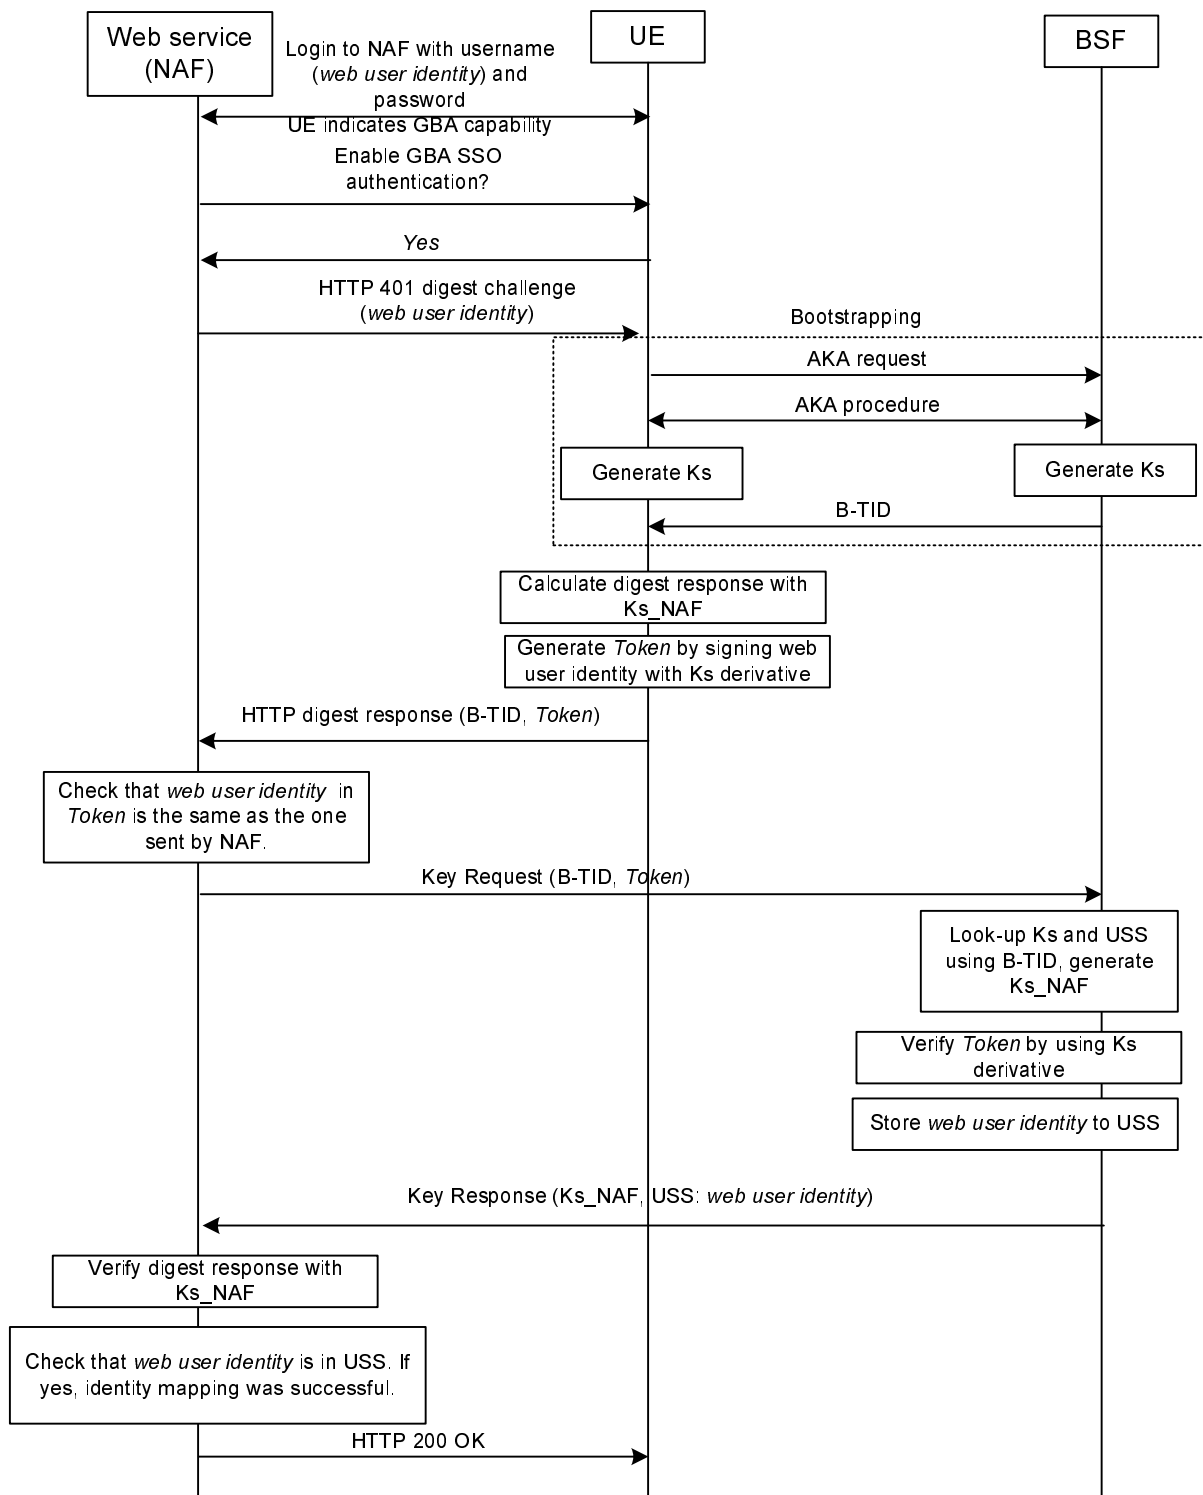 Web service
(NAF)
UE
BSF
Login to NAF with username
(web user identity) and
password
UE indicates GBA capability
Enable GBA SSO
authentication?
Yes
HTTP 401 digest challenge
(web user identity)
Bootstrapping
AKA request
AKA procedure
Generate Ks
Generate Ks
B-TID
Calculate digest response with
Ks_NAF
Generate Token by signing web
user identity with Ks derivative
HTTP digest response (B-TID, Token)
Check that web user identity in
Token is the same as the one
sent by NAF.
Key Request (B-TID, Token)
Look-up Ks and USS
using B-TID, generate
Ks_NAF
Verify Token by using Ks
derivative
Store web user identity to USS
Key Response (Ks_NAF, USS: web user identity)
Verify digest response with
Ks_NAF
Check that web user identity is in USS. If
yes, identity mapping was successful.
HTTP 200 OK